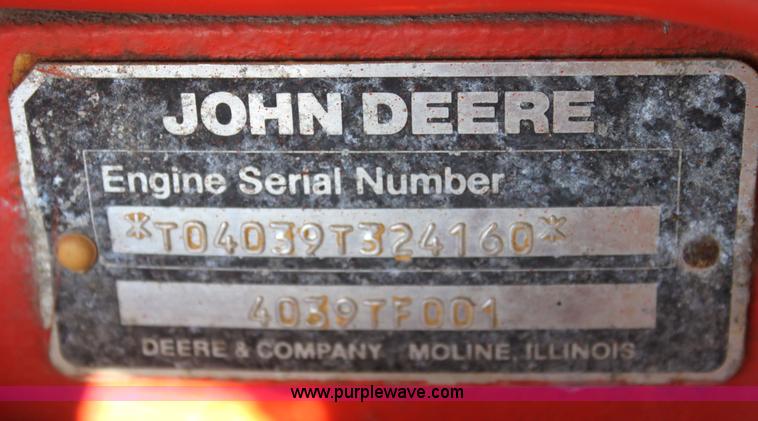 JOHN DEERE
Engine Serial Number
*T04039T324160*
4039TF001
DEERE & COMPANY MOLINE, ILLINOIS
www.purplewave.com